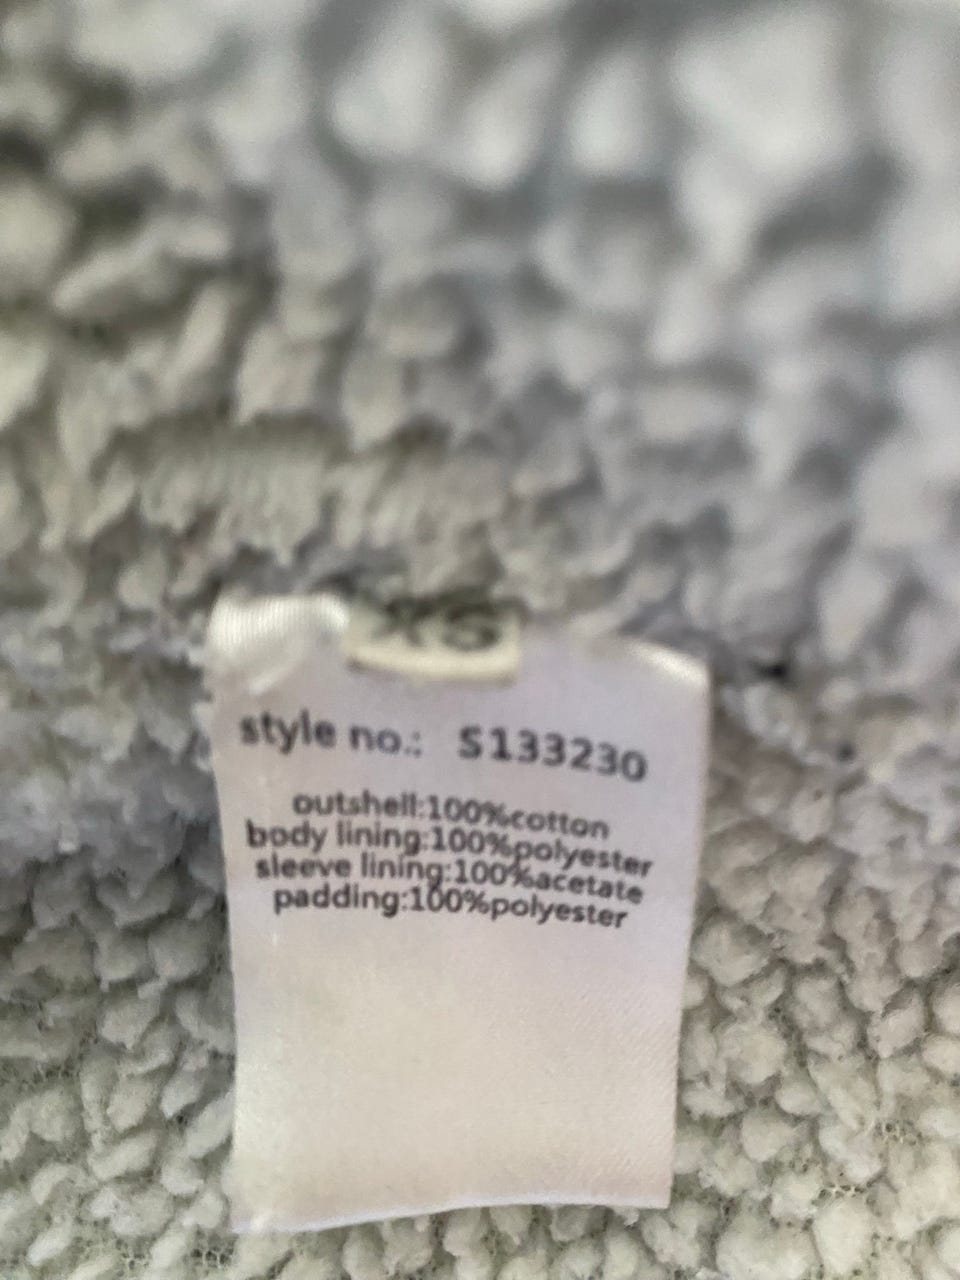 XS
style no.: S133230
outshell:100%cotton
body lining:100%polyester
sleeve lining:100%acetate
padding:100%polyester